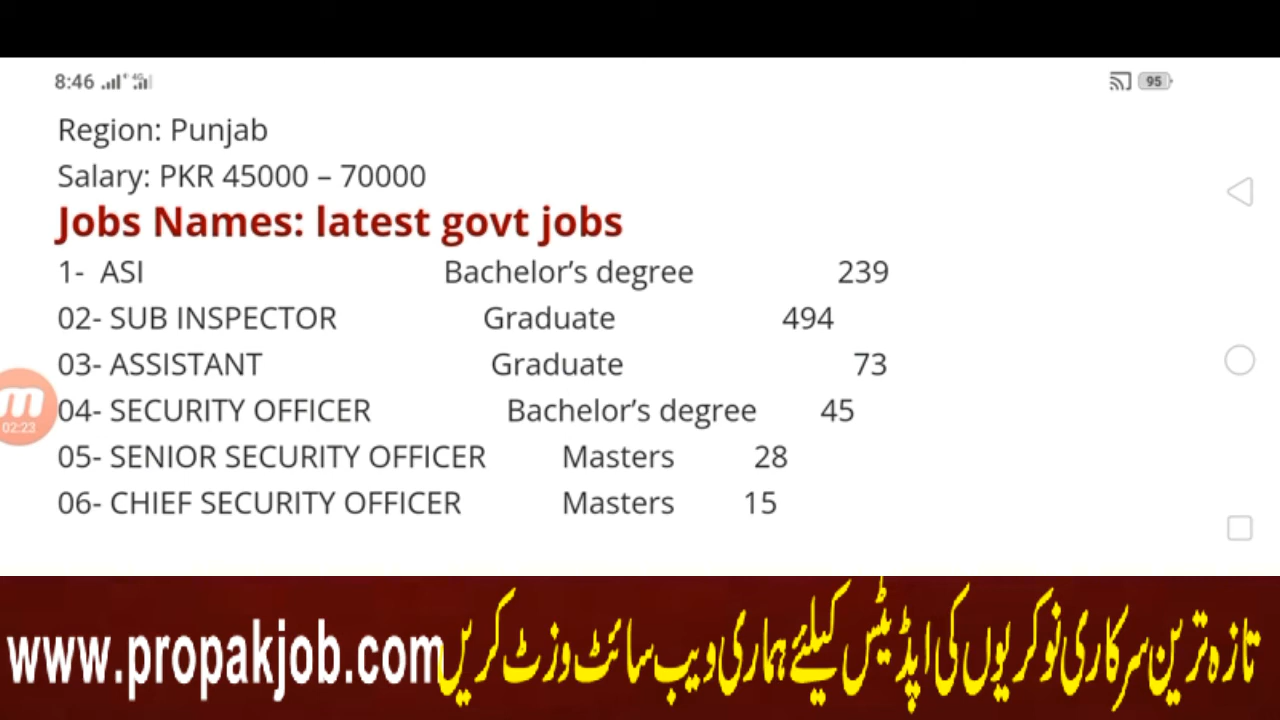 8:46 4G 95
Region: Punjab
Salary: PKR 45000 – 70000
Jobs Names: latest govt jobs
1- ASI Bachelor’s degree 239
02- SUB INSPECTOR Graduate 494
03- ASSISTANT Graduate 73
04- SECURITY OFFICER Bachelor’s degree 45
05- SENIOR SECURITY OFFICER Masters 28
06- CHIEF SECURITY OFFICER Masters 15
m
02:23
تازہ ترین سرکاری نوکریوں کی اپڈیٹس کیلئے ہماری ویب سائٹ وزٹ کریں www.propakjob.com